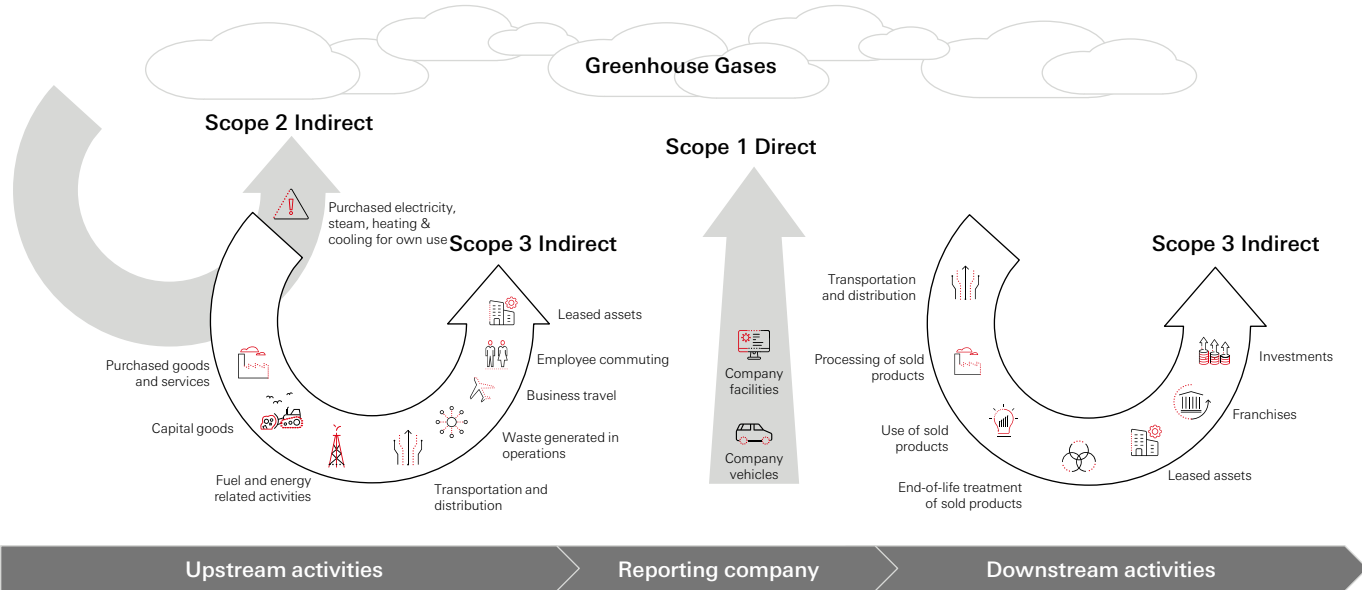 Greenhouse Gases
Scope 2 Indirect
Purchased electricity,
steam, heating &
cooling for own use
Scope 3 Indirect
Leased assets
Employee commuting
Business travel
Waste generated in
operations
Transportation and
distribution
Fuel and energy
related activities
Capital goods
Purchased goods
and services
Scope 1 Direct
Company
facilities
Company
vehicles
Scope 3 Indirect
Transportation
and distribution
Processing of sold
products
Use of sold
products
End-of-life treatment
of sold products
Leased assets
Franchises
Investments
Upstream activities
Reporting company
Downstream activities